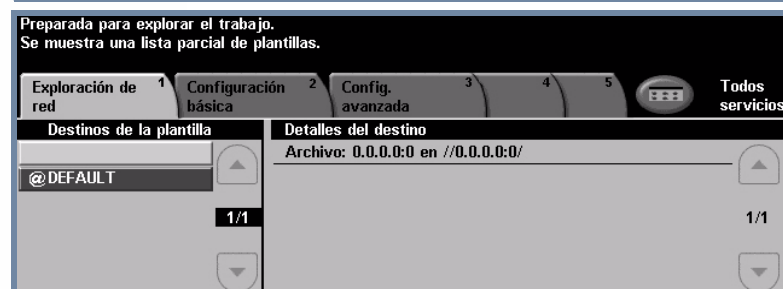 Preparada para explorar el trabajo.
Se muestra una lista parcial de plantillas.
Exploración de red 1
Configuración básica 2
Config. avanzada 3
4
5
Todos servicios
Destinos de la plantilla
Detalles del destino
Archivo: 0.0.0.0:0 en //0.0.0.0:0/
@DEFAULT
1/1
1/1